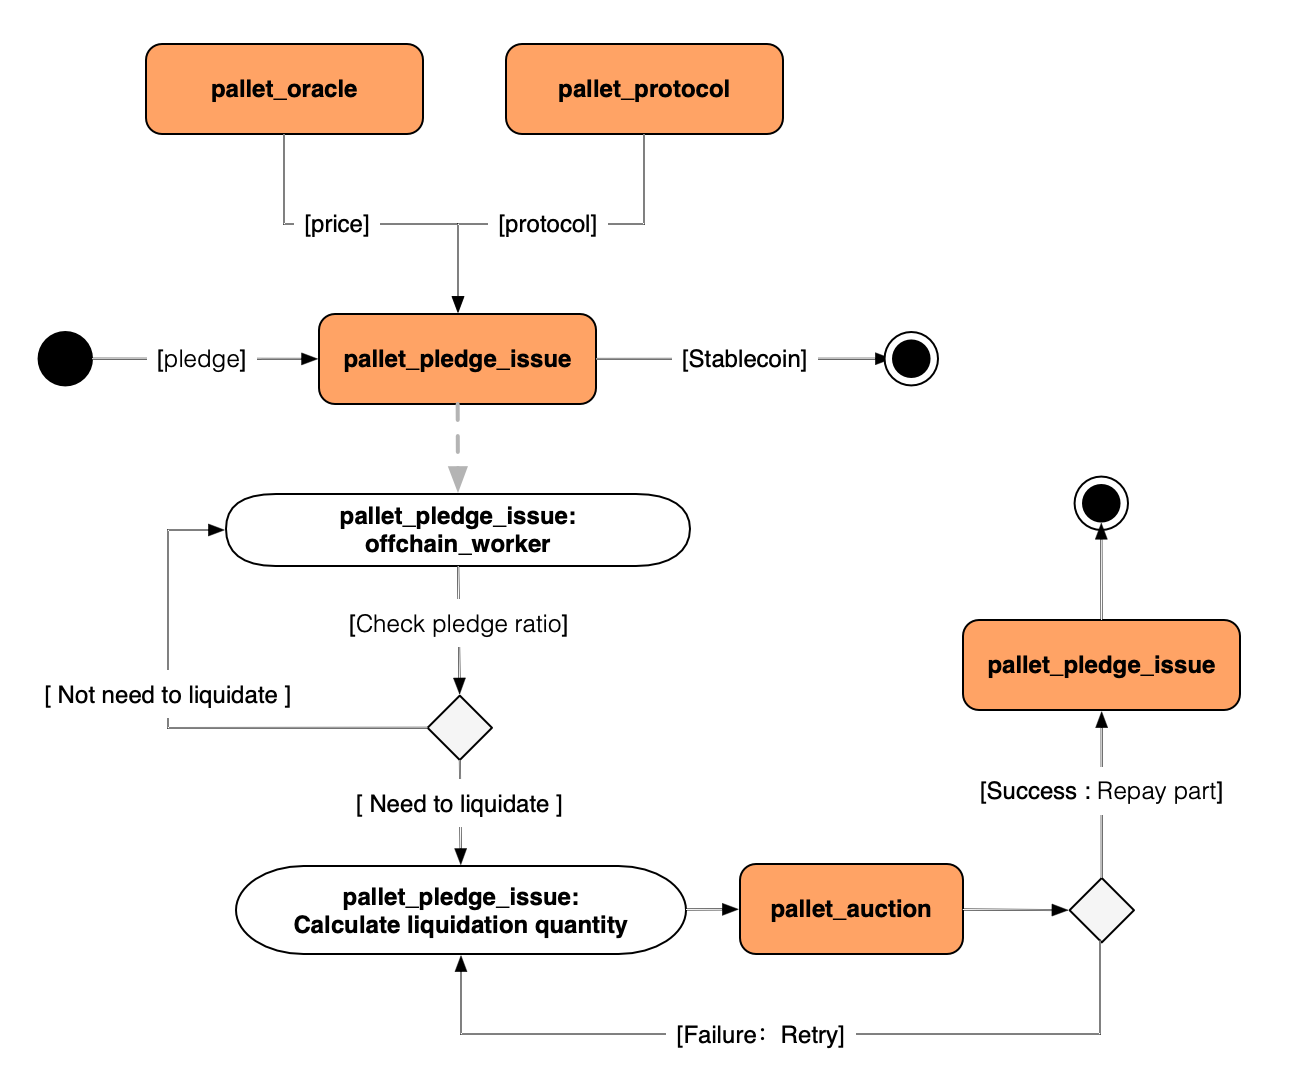 pallet_oracle
pallet_protocol
[price]
[protocol]
[pledge]
pallet_pledge_issue
[Stablecoin]
pallet_pledge_issue:
offchain_worker
[Check pledge ratio]
pallet_pledge_issue
[ Not need to liquidate ]
[Success : Repay part]
[ Need to liquidate ]
pallet_pledge_issue:
Calculate liquidation quantity
pallet_auction
[Failure：Retry]